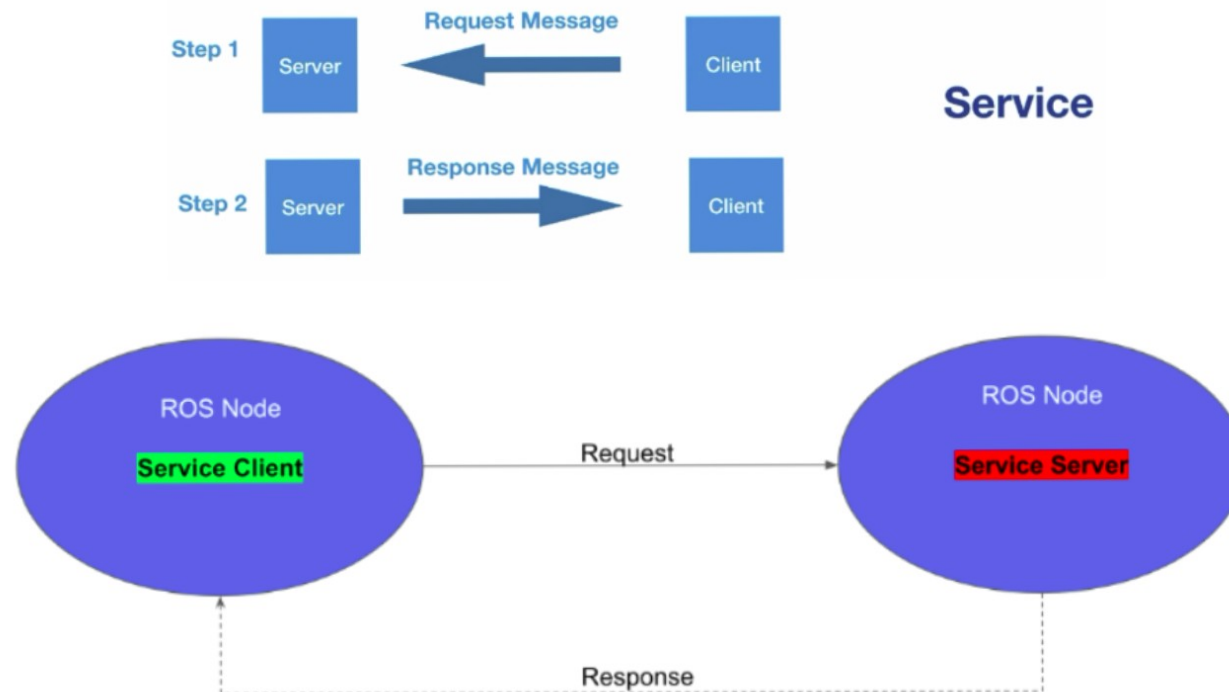 Request Message
Step 1
Server
Client
Service
Response Message
Step 2
Server
Client
ROS Node
Service Client
Request
ROS Node
Service Server
Response